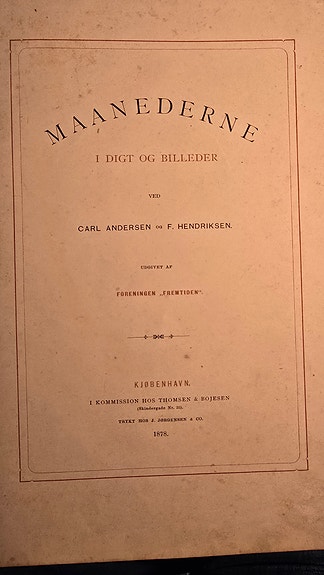 MAANEDERNE
I DIGT OG BILLEDER
VED
CARL ANDERSEN OG F. HENDRIKSEN.
UDGIVET AF
FORENINGEN „FREMTIDEN“.
KJØBENHAVN.
I KOMMISSION HOS THOMSEN & BOJESEN
(Skindergade Nr.
TRYKT HOS J. JØRGENSEN & CO.
1878.